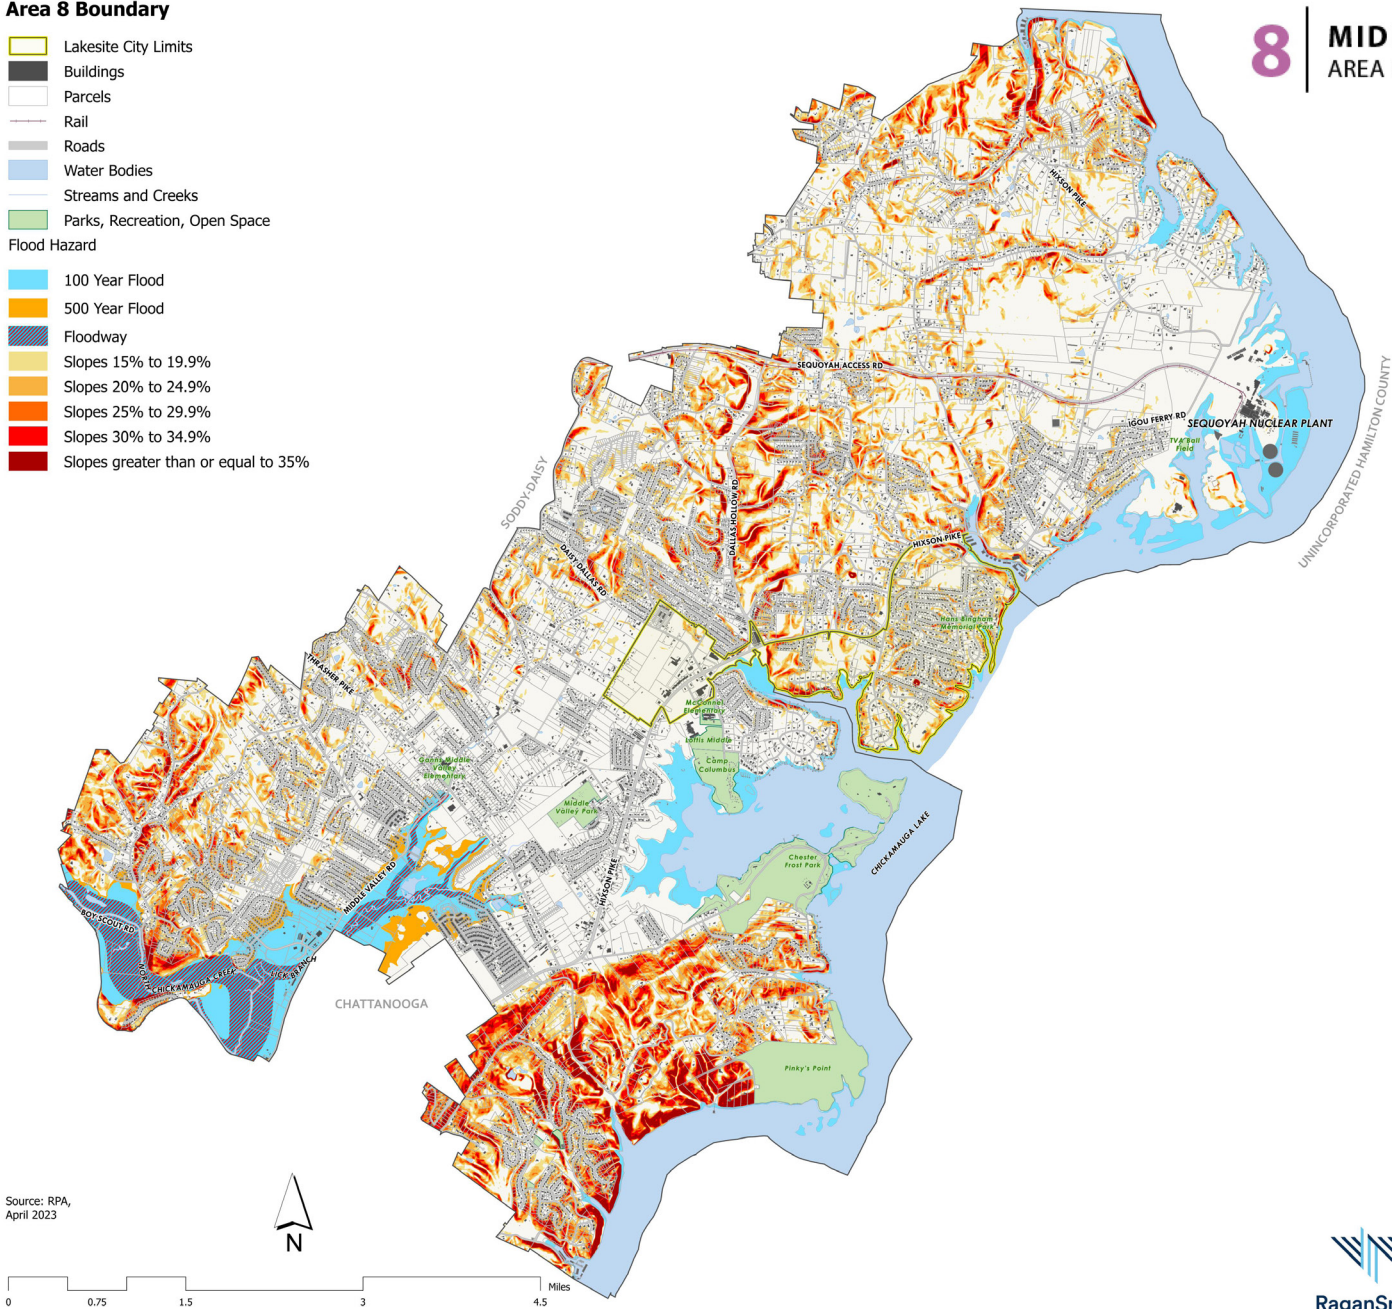 Area 8 Boundary
Lakesite City Limits
Buildings
Parcels
Rail
Roads
Water Bodies
Streams and Creeks
Parks, Recreation, Open Space
Flood Hazard
100 Year Flood
500 Year Flood
Floodway
Slopes 15% to 19.9%
Slopes 20% to 24.9%
Slopes 25% to 29.9%
Slopes 30% to 34.9%
Slopes greater than or equal to 35%
8
MID
AREA
HIXSON PIKE
SEQUOYAH ACCESS RD
IGOU FERRY RD
SEQUOYAH NUCLEAR PLANT
TVA Ball
Field
UNINCORPORATED HAMILTON COUNTY
SODDY-DAISY
DALLAS HOLLOW RD
DAISY DALLAS RD
HIXSON PIKE
Hans Bingham
Memorial Park
THRASHER PIKE
McConnel
Elementary
Loftis Middle
Camp
Columbus
Ganns Middle
Valley
Elementary
Middle
Valley Park
HIXSON PIKE
Chester
Frost Park
CHICKAMAUGA LAKE
MIDDLE VALLEY RD
BOY SCOUT RD
NORTH
CHICKAMAUGA CREEK
LICK BRANCH
CHATTANOOGA
Pinky's Point
Source: RPA,
April 2023
N
Miles
0 0.75 1.5 3 4.5